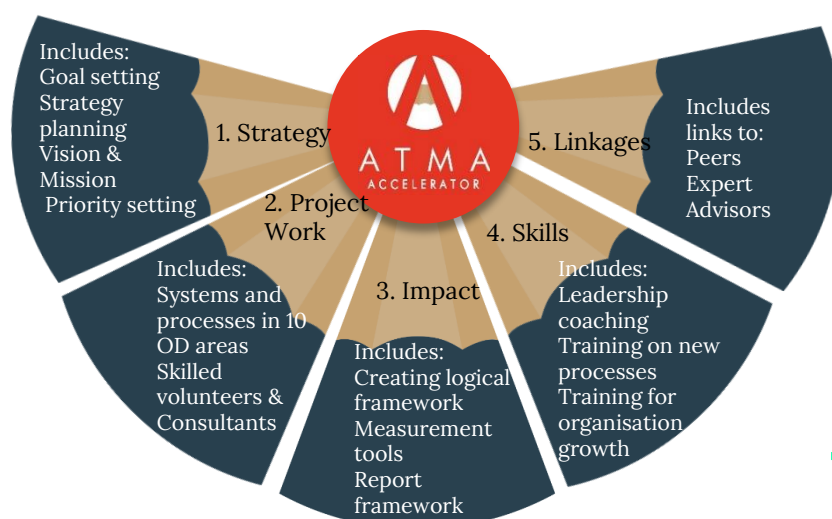 Includes:
Goal setting
Strategy
planning
Vision &
Mission
Priority setting
1. Strategy
ATMA
ACCELERATOR
2. Project
Work
Includes:
Systems and
processes in 10
OD areas
Skilled
volunteers &
Consultants
3. Impact
Includes:
Creating logical
framework
Measurement
tools
Report
framework
4. Skills
Includes:
Leadership
coaching
Training on new
processes
Training for
organisation
growth
5. Linkages
Includes
links to:
Peers
Expert
Advisors